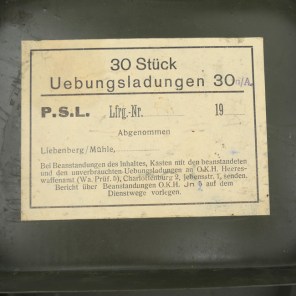 30 Stück
Uebungsladungen 30 n/A.
P.S.L. Lfrg.-Nr. 19
Abgenommen
Liebenberg/Mühle,
Bei Beanstandungen des Inhaltes, Kasten mit den beanstandeten
und den unverbrauchten Uebungsladungen an O.K.H. Heeres-
waffenamt (Wa. Prüf. 5), Charlottenburg 2, Jebensstr. 1, senden.
Bericht über Beanstandungen O.K.H. Jn 5 auf dem
Dienstwege vorlegen.